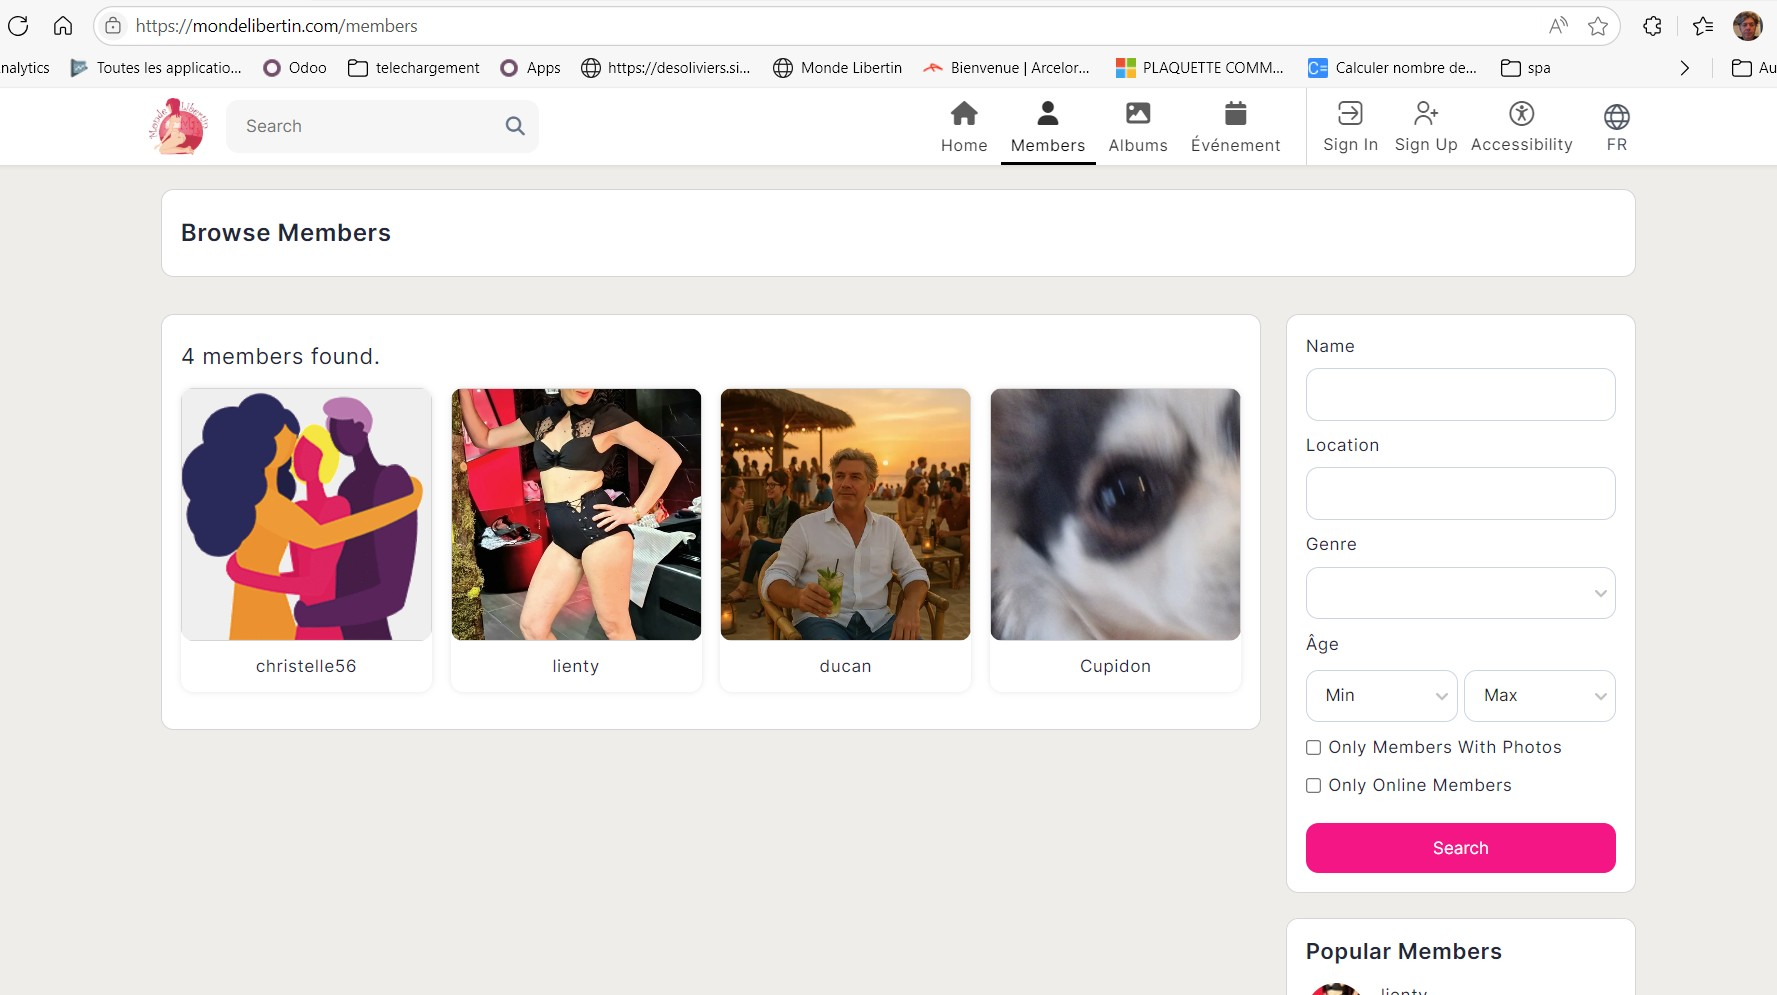 https://mondelibertin.com/members
nalytics
Toutes les applicatio...
Odoo
telechargement
Apps
https://desoliviers.si...
Monde Libertin
Bienvenue | Arcelor...
PLAQUETTE COMM...
Calculer nombre de...
spa
Au
Search
Home
Members
Albums
Événement
Sign In
Sign Up
Accessibility
FR
Browse Members
4 members found.
christelle56
lienty
ducan
Cupidon
Name
Location
Genre
Âge
Min
Max
Only Members With Photos
Only Online Members
Search
Popular Members
lienty